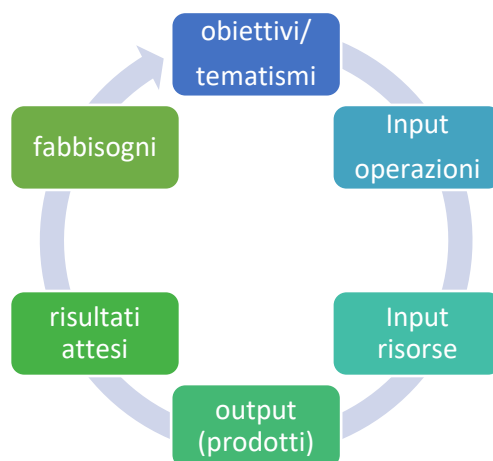 obiettivi/
tematismi
Input
operazioni
Input
risorse
output
(prodotti)
risultati
attesi
fabbisogni